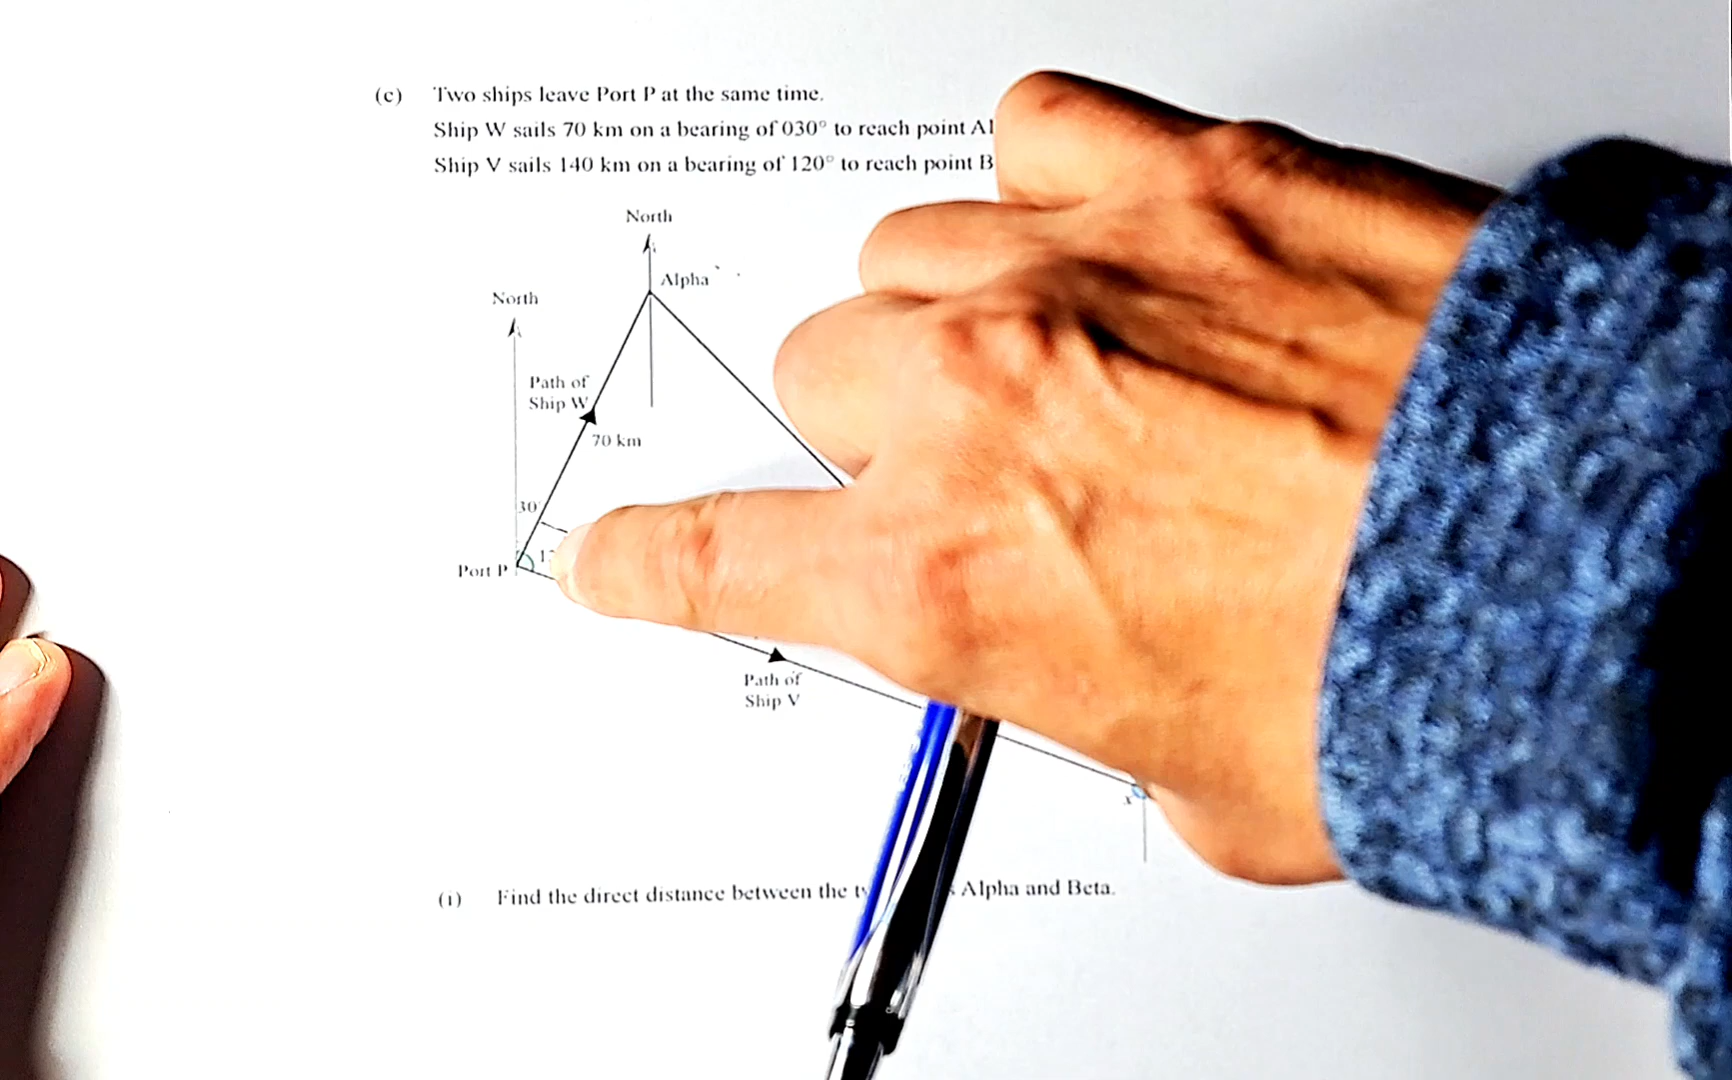 (c) Two ships leave Port P at the same time.
Ship W sails 70 km on a bearing of 030° to reach point
Ship V sails 140 km on a bearing of 120° to reach point
North
Alpha
North
Path of
Ship W
70 km
30°
Port P
Path of
Ship V
x
(i) Find the direct distance between the Alpha and Beta.